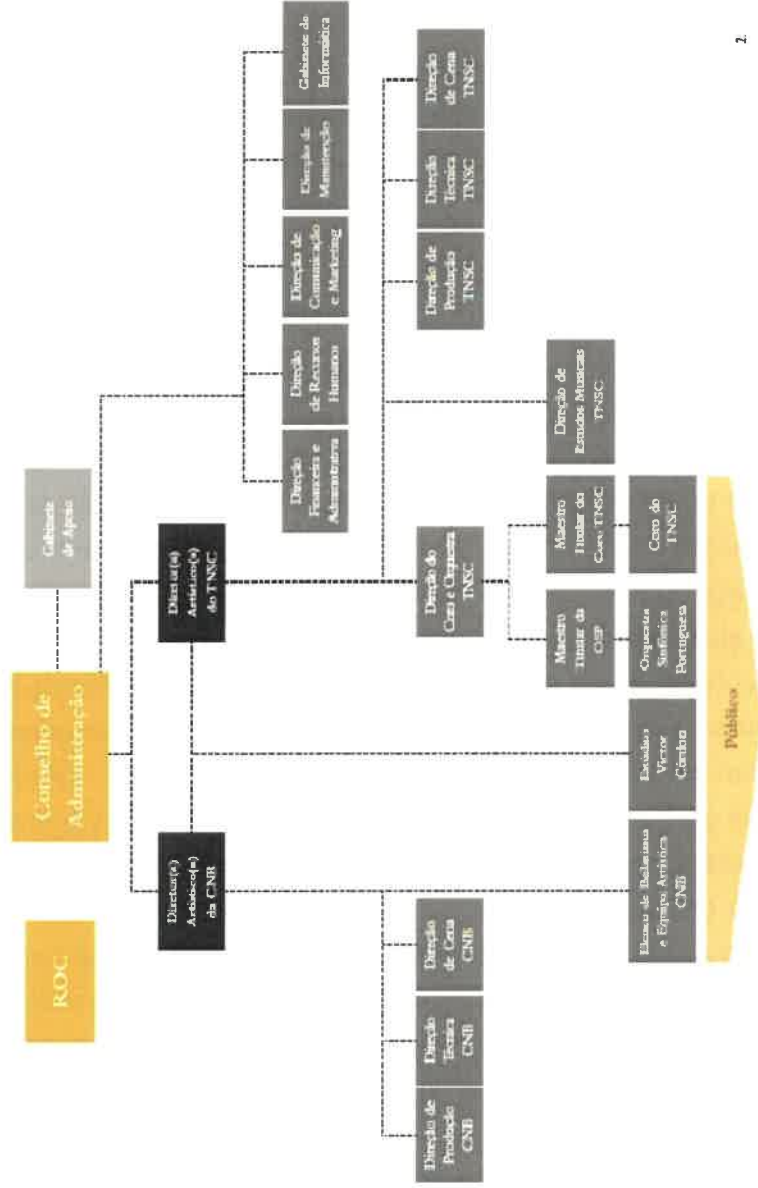 ROC
Conselho de
Administração
Gabinete
de Apoio
Diretor(a)
Artístico(a)
da CNB
Diretor(a)
Artístico(a)
do TNSC
Direção
Financeira e
Administrativa
Direção
de Recursos
Humanos
Direção de
Comunicação
e Marketing
Direção de
Manutenção
Gabinete de
Informática
Direção de
Produção
CNB
Direção
Técnica
CNB
Direção
de Cena
CNB
Direção do
Coro e Orquestra
TNSC
Direção de
Produção
TNSC
Direção
Técnica
TNSC
Direção
de Cena
TNSC
Maestro
Titular da
OSP
Maestro
Titular do
Coro TNSC
Direção de
Estudos Musicais
TNSC
Elenco de Bailarinos
e Equipa Artística
CNB
Estúdios
Victor
Córdon
Orquestra
Sinfónica
Portuguesa
Coro do
TNSC
Público
2.